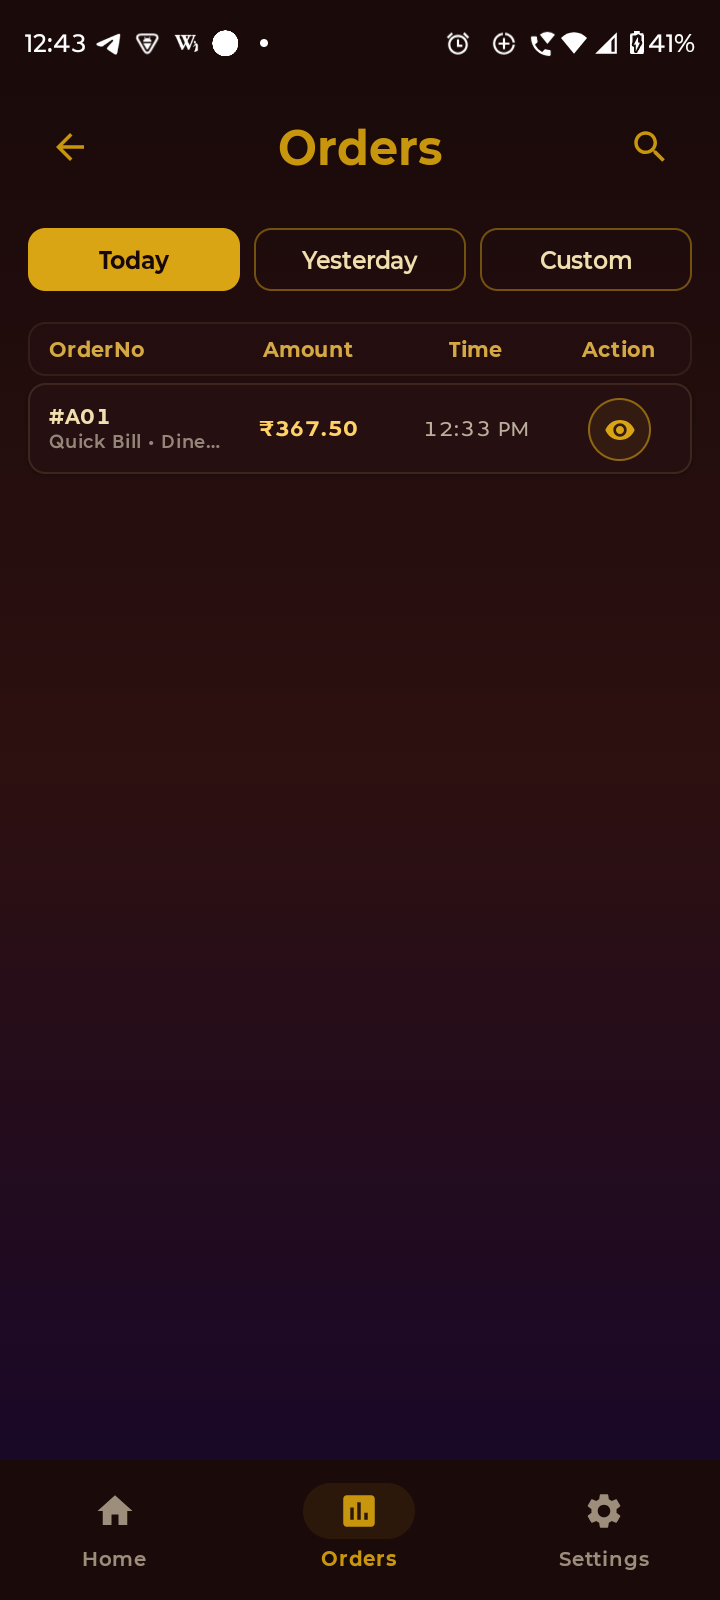 12:43 41%
Orders
Today Yesterday Custom
OrderNo Amount Time Action
#A01
Quick Bill • Dine...
₹367.50 12:33 PM
Home Orders Settings